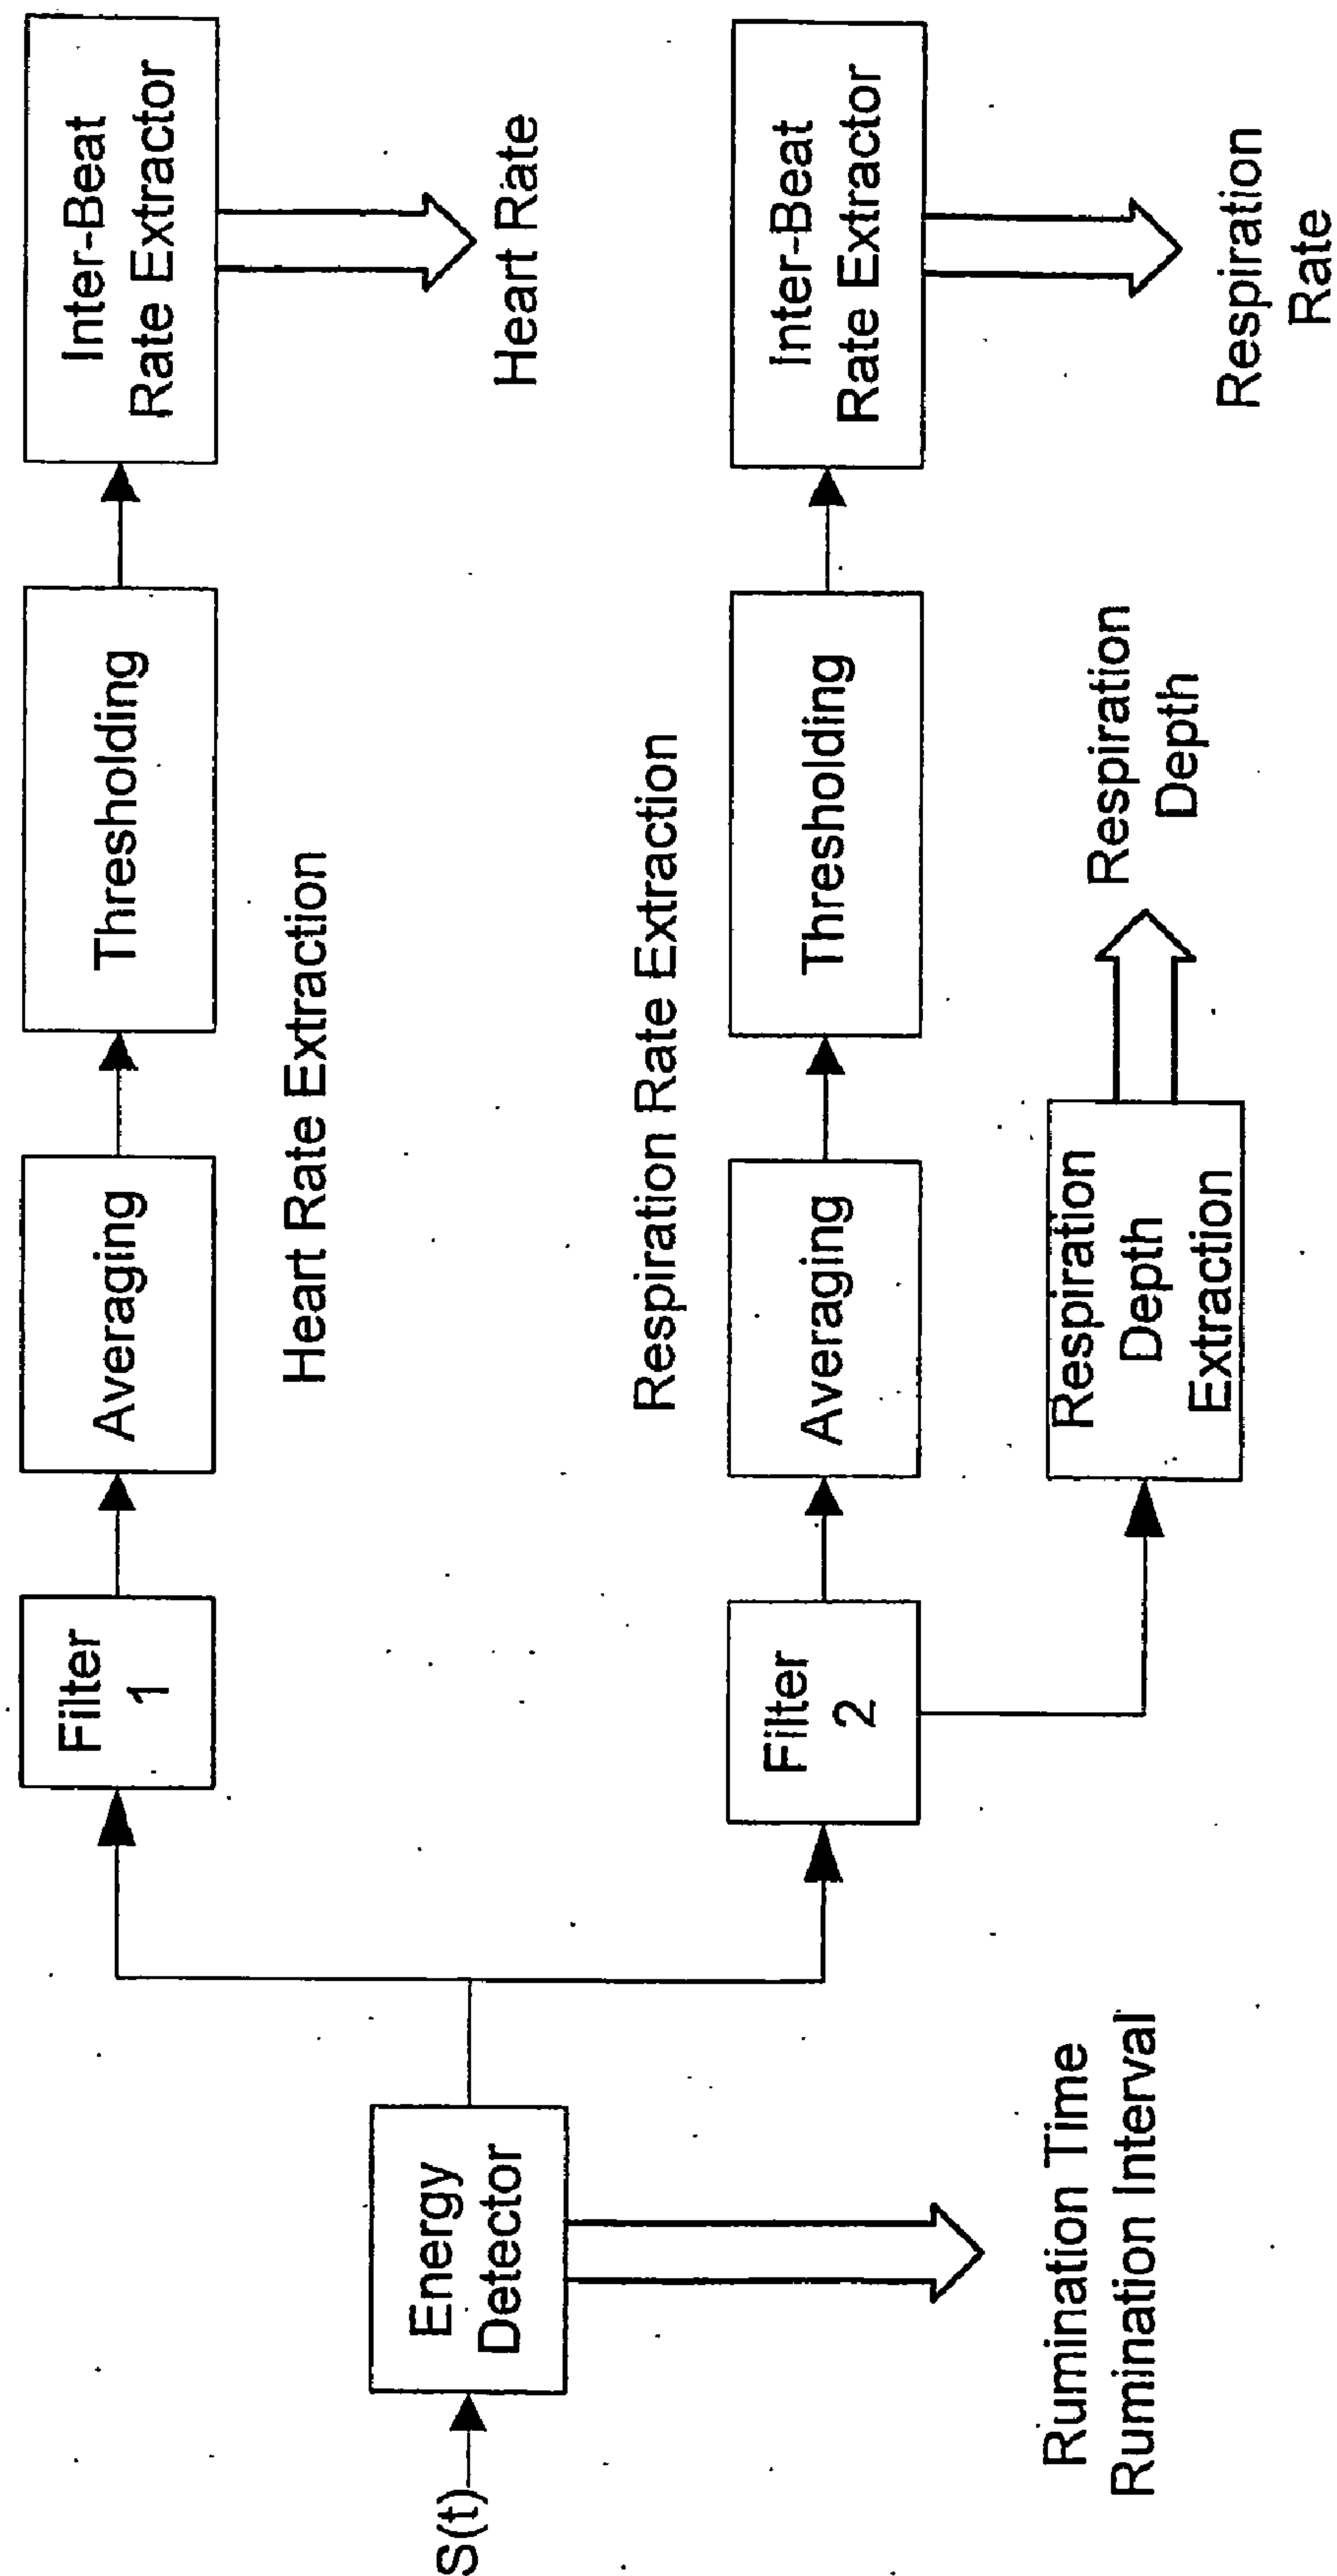 S(t)
Energy
Detector
Rumination Time
Rumination Interval
Filter
1
Averaging
Thresholding
Inter-Beat
Rate Extractor
Heart Rate
Heart Rate Extraction
Respiration Rate Extraction
Filter
2
Averaging
Thresholding
Inter-Beat
Rate Extractor
Respiration
Rate
Respiration
Depth
Extraction
Respiration
Depth